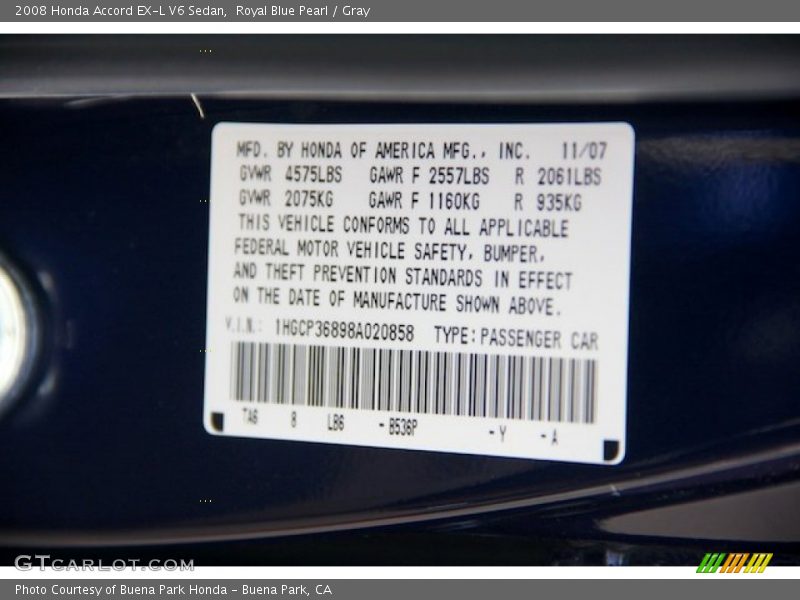 2008 Honda Accord EX-L V6 Sedan,  Royal Blue Pearl / Gray
MFD. BY HONDA OF AMERICA MFG., INC.  11/07
GVWR 4575LBS  GAWR F 2557LBS  R 2061LBS
GVWR 2075KG  GAWR F 1160KG  R 935KG
THIS VEHICLE CONFORMS TO ALL APPLICABLE
FEDERAL MOTOR VEHICLE SAFETY, BUMPER,
AND THEFT PREVENTION STANDARDS IN EFFECT
ON THE DATE OF MANUFACTURE SHOWN ABOVE.
V.I.N.: 1HGCP36898A020858  TYPE:PASSENGER CAR
TA6  8  LB6  -B536P  -Y  -A
GTCARLOT.COM
Photo Courtesy of Buena Park Honda - Buena Park, CA